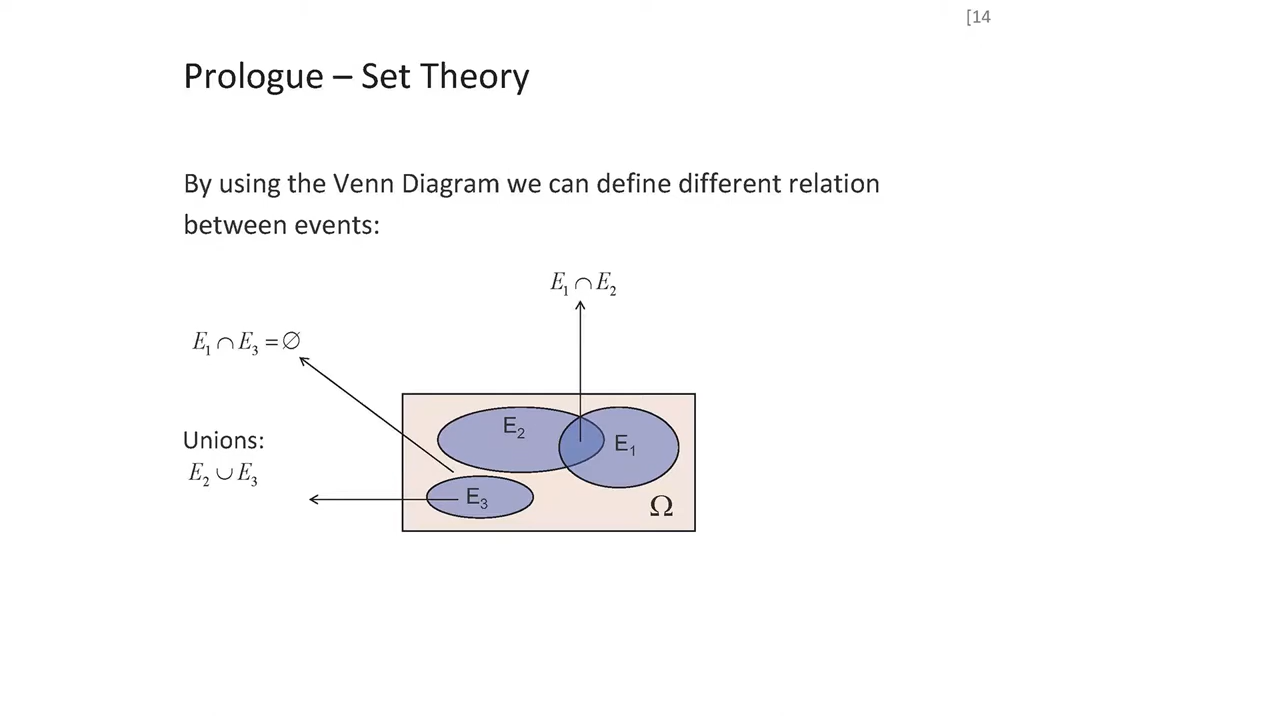 [14
Prologue – Set Theory
By using the Venn Diagram we can define different relation
between events:
E₁ ∩ E₂
E₁ ∩ E₃ = ∅
E₂
E₁
Unions:
E₂ ∪ E₃
E₃
Ω